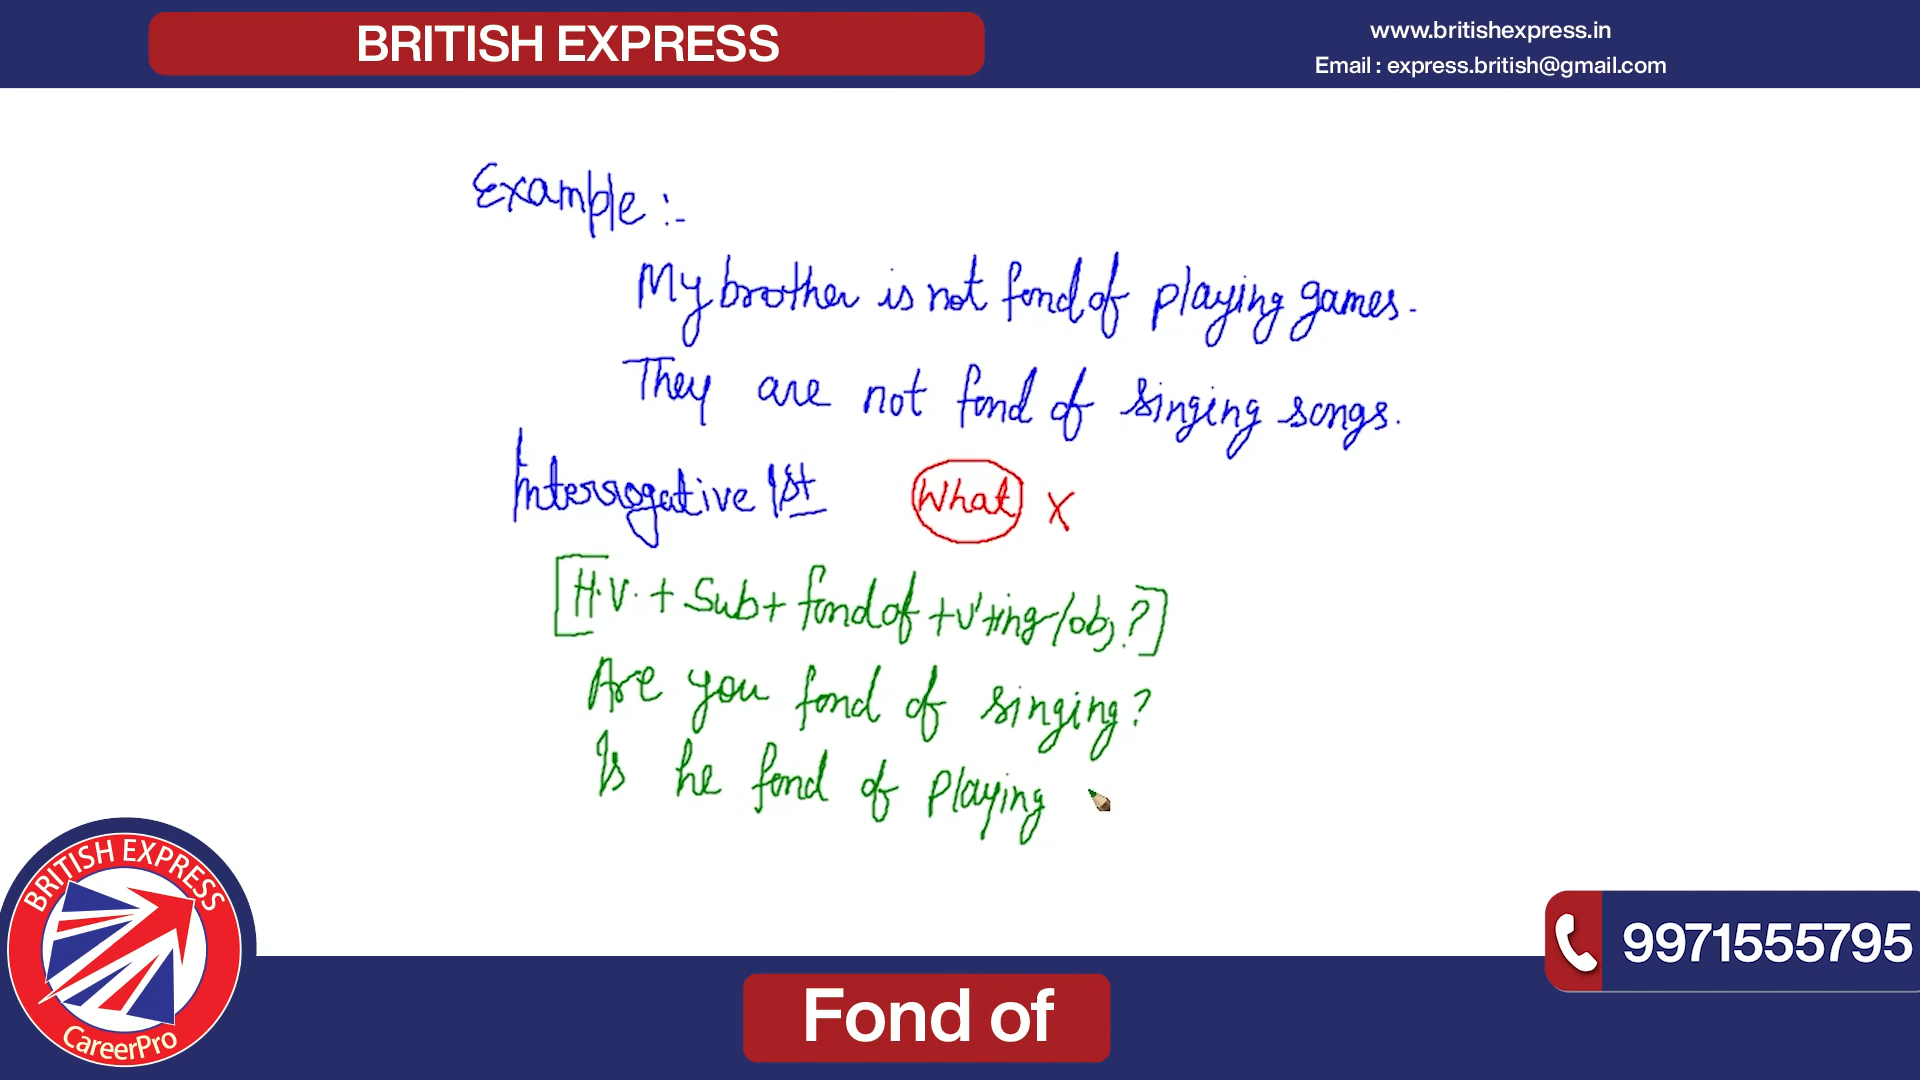 BRITISH EXPRESS
www.britishexpress.in
Email : express.british@gmail.com
Example :-
My brother is not fond of playing games.
They are not fond of singing songs.
Interrogative 1st What X
[H.V. + Sub + fond of + V' + ing / obj ?]
Are you fond of singing?
Is he fond of playing
BRITISH EXPRESS
CareerPro
9971555795
Fond of